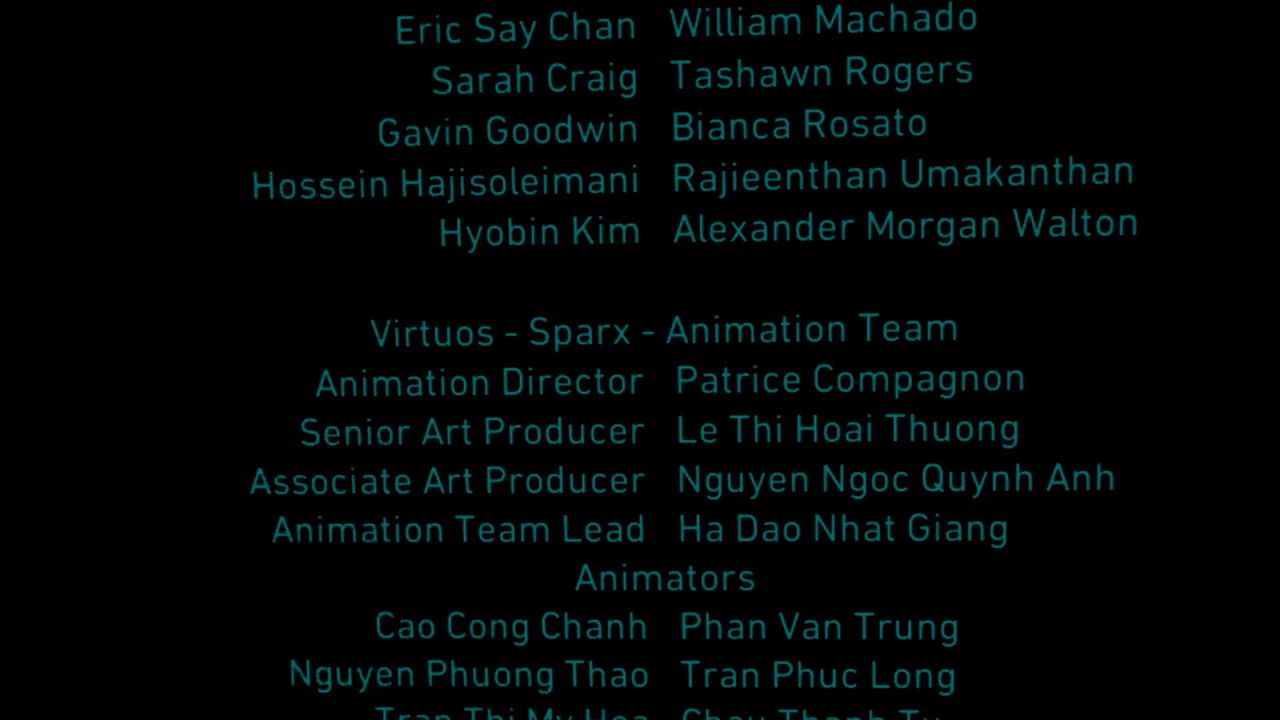 Eric Say Chan William Machado
Sarah Craig Tashawn Rogers
Gavin Goodwin Bianca Rosato
Hossein Hajisoleimani Rajieenthan Umakanthan
Hyobin Kim Alexander Morgan Walton
Virtuos - Sparx - Animation Team
Animation Director Patrice Compagnon
Senior Art Producer Le Thi Hoai Thuong
Associate Art Producer Nguyen Ngoc Quynh Anh
Animation Team Lead Ha Dao Nhat Giang
Animators
Cao Cong Chanh Phan Van Trung
Nguyen Phuong Thao Tran Phuc Long
Tran Thi My